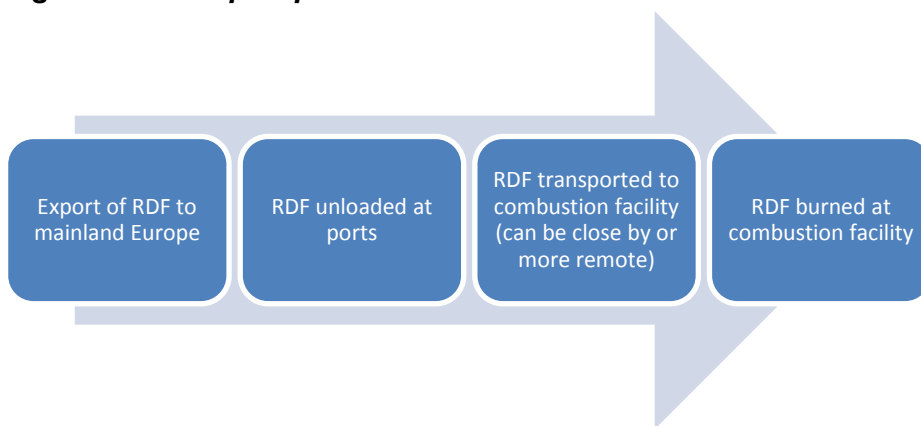 Export of RDF to
mainland Europe
RDF unloaded at
ports
RDF transported to
combustion facility
(can be close by or
more remote)
RDF burned at
combustion facility